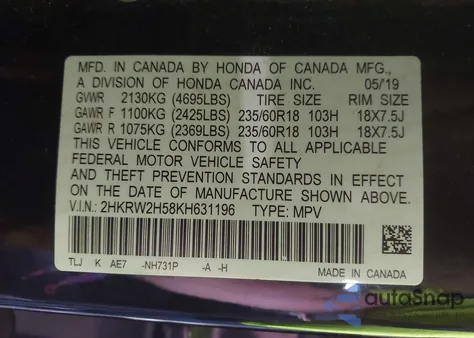 MFD. IN CANADA BY HONDA OF CANADA MFG.,
A DIVISION OF HONDA CANADA INC. 05/19
GVWR 2130KG (4695LBS) TIRE SIZE RIM SIZE
GAWR F 1100KG (2425LBS) 235/60R18 103H 18X7.5J
GAWR R 1075KG (2369LBS) 235/60R18 103H 18X7.5J
THIS VEHICLE CONFORMS TO ALL APPLICABLE
FEDERAL MOTOR VEHICLE SAFETY
AND THEFT PREVENTION STANDARDS IN EFFECT
ON THE DATE OF MANUFACTURE SHOWN ABOVE.
V.I.N.: 2HKRW2H58KH631196 TYPE: MPV
TLJ K AE7 -NH731P -A -H
MADE IN CANADA
autoSnap